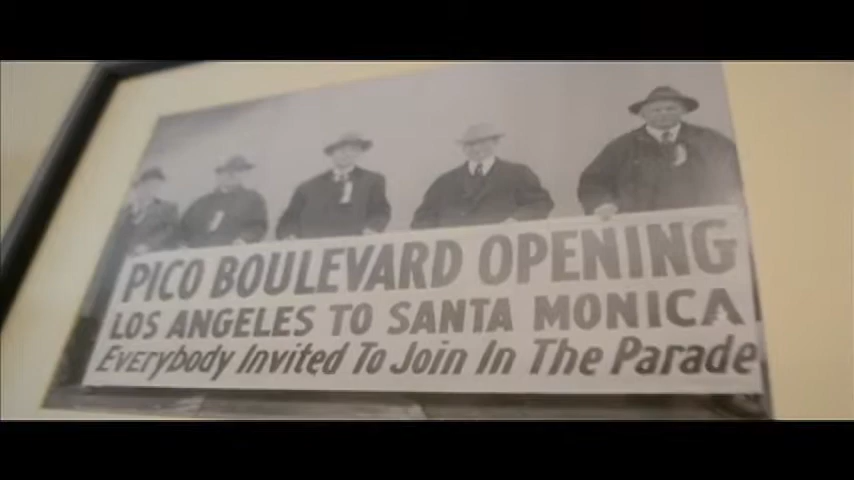 PICO BOULEVARD OPENING
LOS ANGELES TO SANTA MONICA
Everybody Invited To Join In The Parade